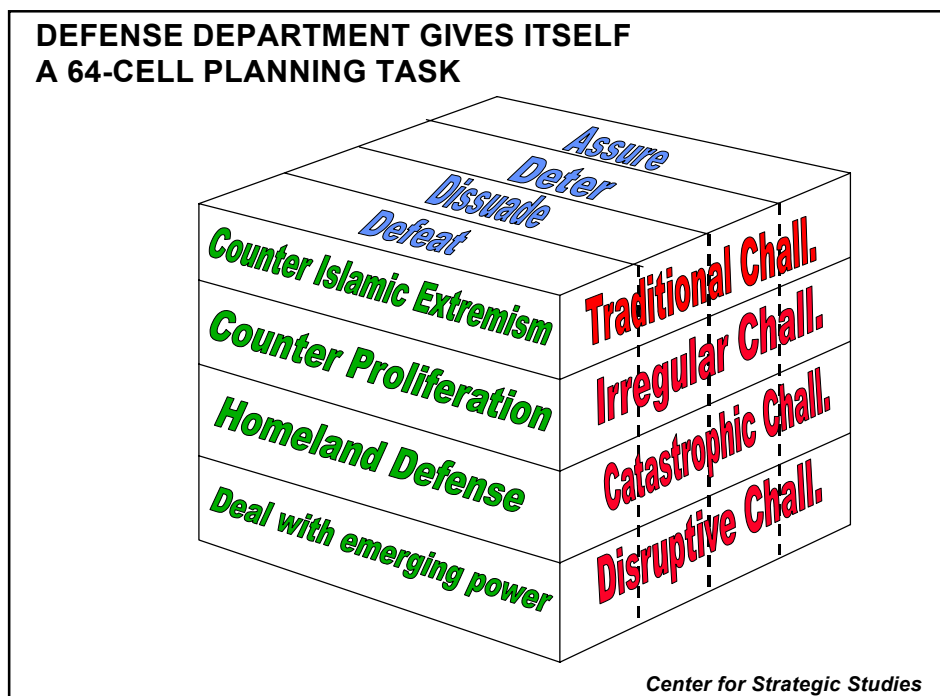 DEFENSE DEPARTMENT GIVES ITSELF
A 64-CELL PLANNING TASK
Assure
Deter
Dissuade
Defeat
Counter Islamic Extremism
Counter Proliferation
Homeland Defense
Deal with emerging power
Traditional Chall.
Irregular Chall.
Catastrophic Chall.
Disruptive Chall.
Center for Strategic Studies